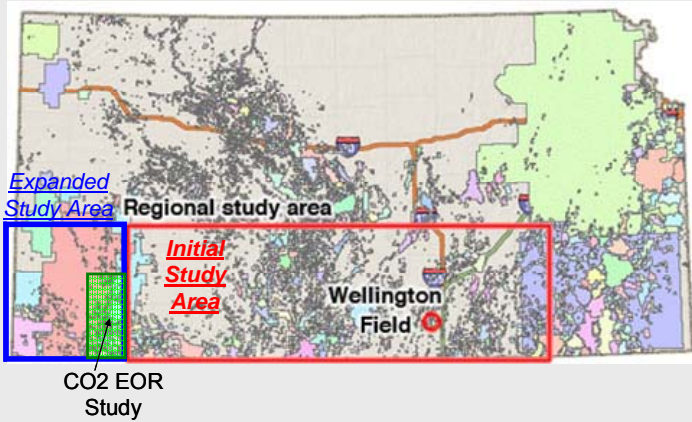 Expanded
Study Area
Regional study area
Initial
Study
Area
Wellington
Field
CO2 EOR
Study